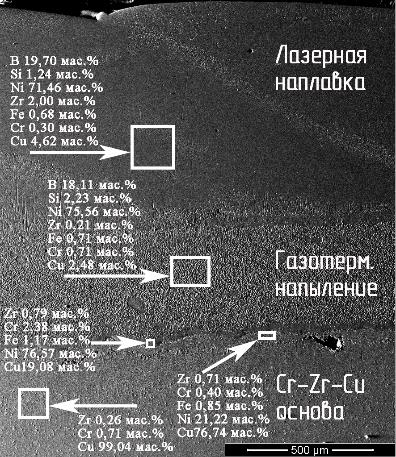 B 19,70 мас.%
Si 1,24 мас.%
Ni 71,46 мас.%
Zr 2,00 мас.%
Fe 0,68 мас.%
Cr 0,30 мас.%
Cu 4,62 мас.%
Лазерная
наплавка
B 18,11 мас.%
Si 2,23 мас.%
Ni 75,56 мас.%
Zr 0,21 мас.%
Fe 0,71 мас.%
Cr 0,71 мас.%
Cu 2,48 мас.%
Газотерм.
напыление
Zr 0,79 мас.%
Cr 2,38 мас.%
Fe 1,17 мас.%
Ni 76,57 мас.%
Cu19,08 мас.%
Zr 0,71 мас.%
Cr 0,40 мас.%
Fe 0,85 мас.%
Ni 21,22 мас.%
Cu76,74 мас.%
Cr-Zr-Cu
основа
Zr 0,26 мас.%
Cr 0,71 мас.%
Cu 99,04 мас.%
500 µm